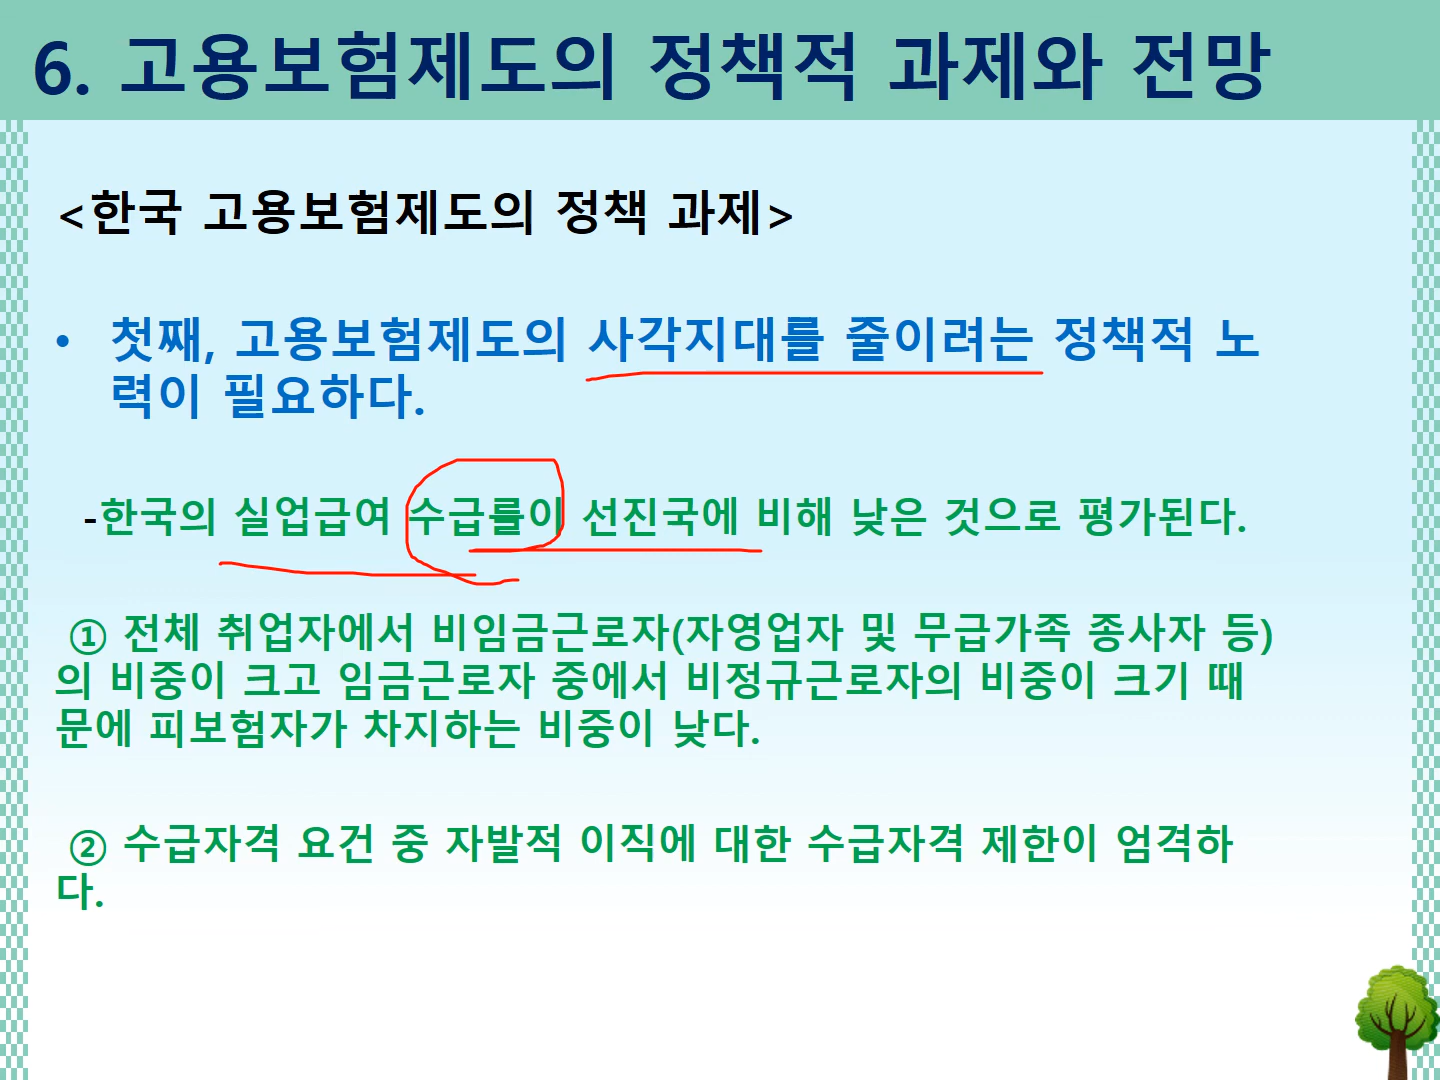 6. 고용보험제도의 정책적 과제와 전망
<한국 고용보험제도의 정책 과제>
• 첫째, 고용보험제도의 사각지대를 줄이려는 정책적 노
력이 필요하다.
-한국의 실업급여 수급률이 선진국에 비해 낮은 것으로 평가된다.
① 전체 취업자에서 비임금근로자(자영업자 및 무급가족 종사자 등)
의 비중이 크고 임금근로자 중에서 비정규근로자의 비중이 크기 때
문에 피보험자가 차지하는 비중이 낮다.
② 수급자격 요건 중 자발적 이직에 대한 수급자격 제한이 엄격하
다.